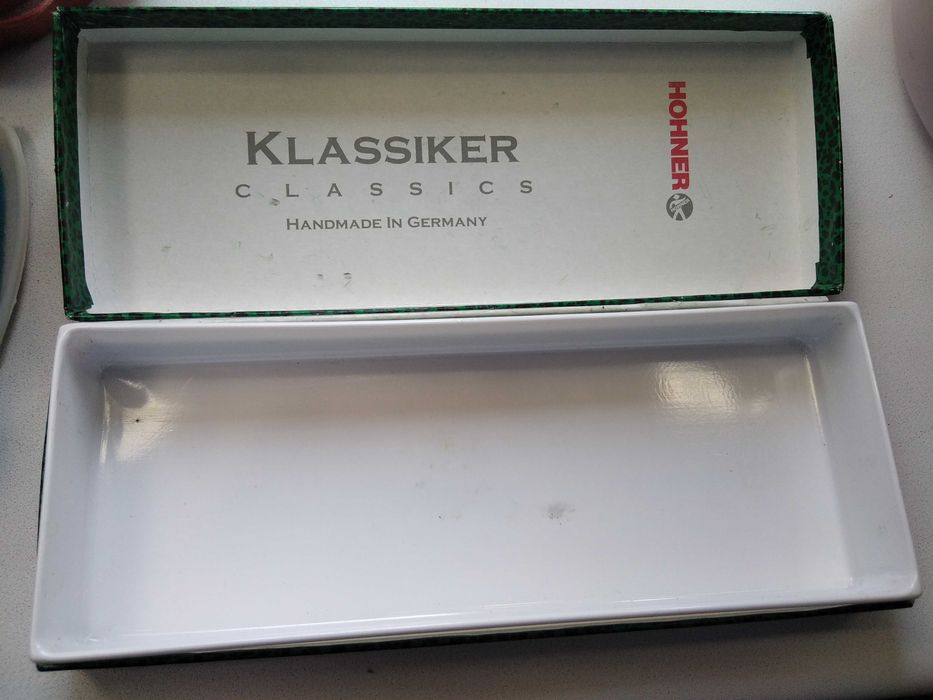 KLASSIKER
CLASSICS
HANDMADE IN GERMANY
HOHNER